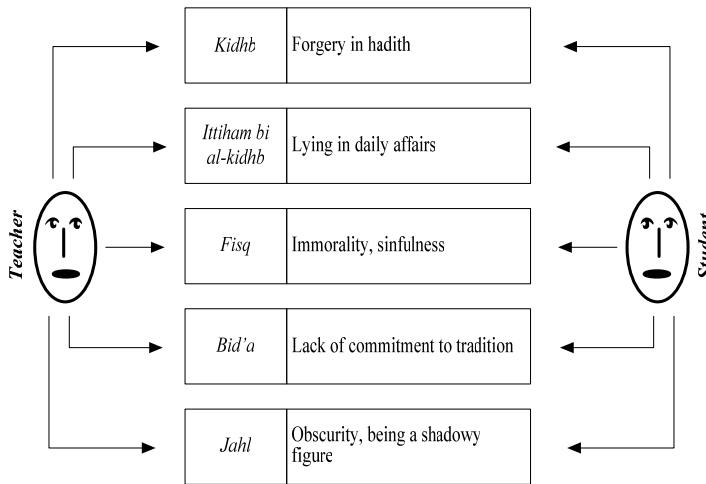 Kidhb
Forgery in hadith
Ittiham bi
al-kidhb
Lying in daily affairs
Teacher
Fisq
Immorality, sinfulness
Student
Bid'a
Lack of commitment to tradition
Jahl
Obscurity, being a shadowy
figure